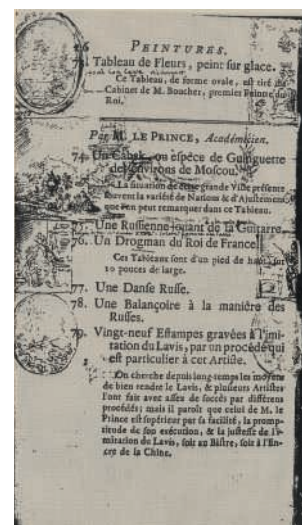 26 PEINTURES.
73. Tableau de Fleurs, peint sur glace.
Ce Tableau, de forme ovale, est tiré du
Cabinet de M. Boucher, premier Peintre du
Roi.
Par M. LE PRINCE, Académicien.
74. Un Cabak, ou espèce de Guinguette
des Environs de Moscou.
La situation de cette grande Ville présente
souvent la variété de Nations & d'Ajustemens
que l'on peut remarquer dans ce Tableau.
75. Une Russienne jouant de la Guitarre.
76. Un Drogman du Roi de France.
Ces Tableaux sont d'un pied de haut, sur
10 pouces de large.
77. Une Danse Russe.
78. Une Balançoire à la manière des
Russes.
79. Vingt-neuf Estampes gravées à l'imi-
tation du Lavis, par un procédé qui
est particulier à cet Artiste.
On cherche depuis long-temps les moyens
de bien rendre le Lavis, & plusieurs Artistes
l'ont fait avec assez de succès par différens
procédés; mais il paroît que celui de M. le
Prince est supérieur par sa facilité, la promp-
titude de son exécution, & la justesse de l'i-
mitation du Lavis, soit au Bistre, soit à l'En-
cre de la Chine.